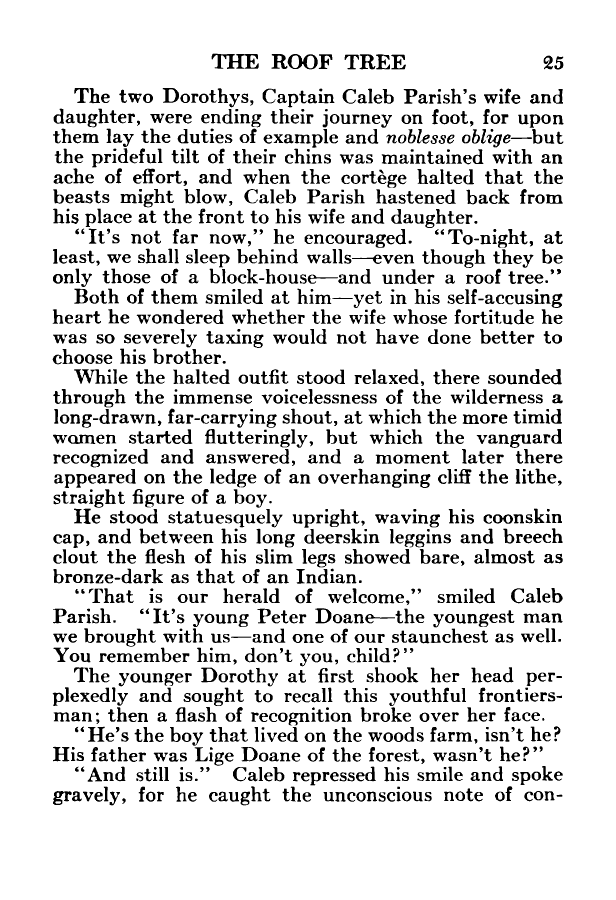 THE ROOF TREE 25
The two Dorothys, Captain Caleb Parish's wife and
daughter, were ending their journey on foot, for upon
them lay the duties of example and noblesse oblige—but
the prideful tilt of their chins was maintained with an
ache of effort, and when the cortège halted that the
beasts might blow, Caleb Parish hastened back from
his place at the front to his wife and daughter.
"It's not far now," he encouraged. "To-night, at
least, we shall sleep behind walls—even though they be
only those of a block-house—and under a roof tree."
Both of them smiled at him—yet in his self-accusing
heart he wondered whether the wife whose fortitude he
was so severely taxing would not have done better to
choose his brother.
While the halted outfit stood relaxed, there sounded
through the immense voicelessness of the wilderness a
long-drawn, far-carrying shout, at which the more timid
women started flutteringly, but which the vanguard
recognized and answered, and a moment later there
appeared on the ledge of an overhanging cliff the lithe,
straight figure of a boy.
He stood statuesquely upright, waving his coonskin
cap, and between his long deerskin leggins and breech
clout the flesh of his slim legs showed bare, almost as
bronze-dark as that of an Indian.
"That is our herald of welcome," smiled Caleb
Parish. "It's young Peter Doane—the youngest man
we brought with us—and one of our staunchest as well.
You remember him, don't you, child?"
The younger Dorothy at first shook her head per-
plexedly and sought to recall this youthful frontiers-
man; then a flash of recognition broke over her face.
"He's the boy that lived on the woods farm, isn't he?
His father was Lige Doane of the forest, wasn't he?"
"And still is." Caleb repressed his smile and spoke
gravely, for he caught the unconscious note of con-